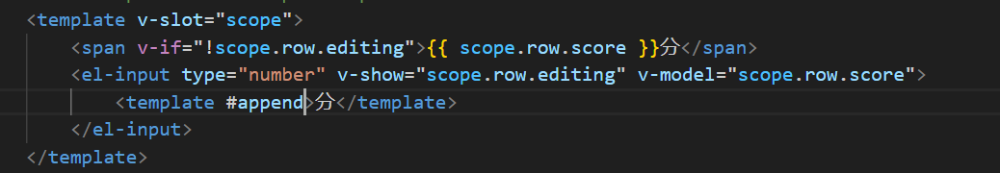 <template v-slot="scope">
<span v-if="!scope.row.editing">{{ scope.row.score }}分</span>
<el-input type="number" v-show="scope.row.editing" v-model="scope.row.score">
<template #append>分</template>
</el-input>
</template>